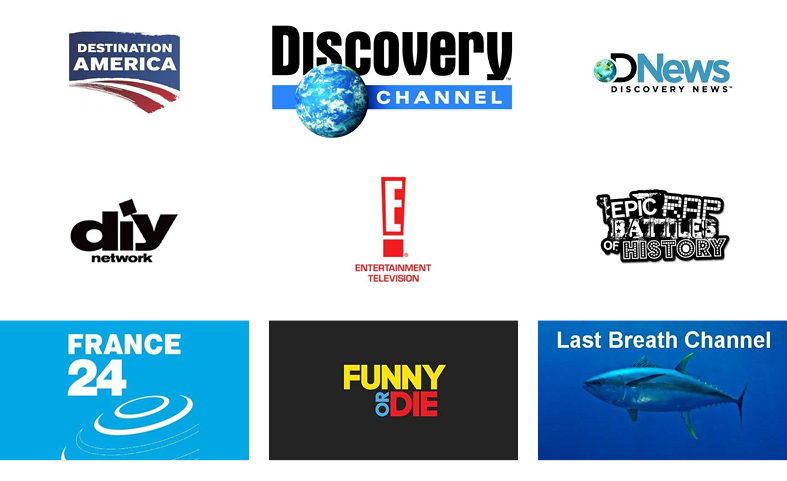 DESTINATION
AMERICA
Discovery
CHANNEL
DNews
DISCOVERY NEWS
diy
network
E!
ENTERTAINMENT
TELEVISION
EPIC RAP
BATTLES
OF HISTORY
FRANCE
24
FUNNY
OR DIE
Last Breath Channel